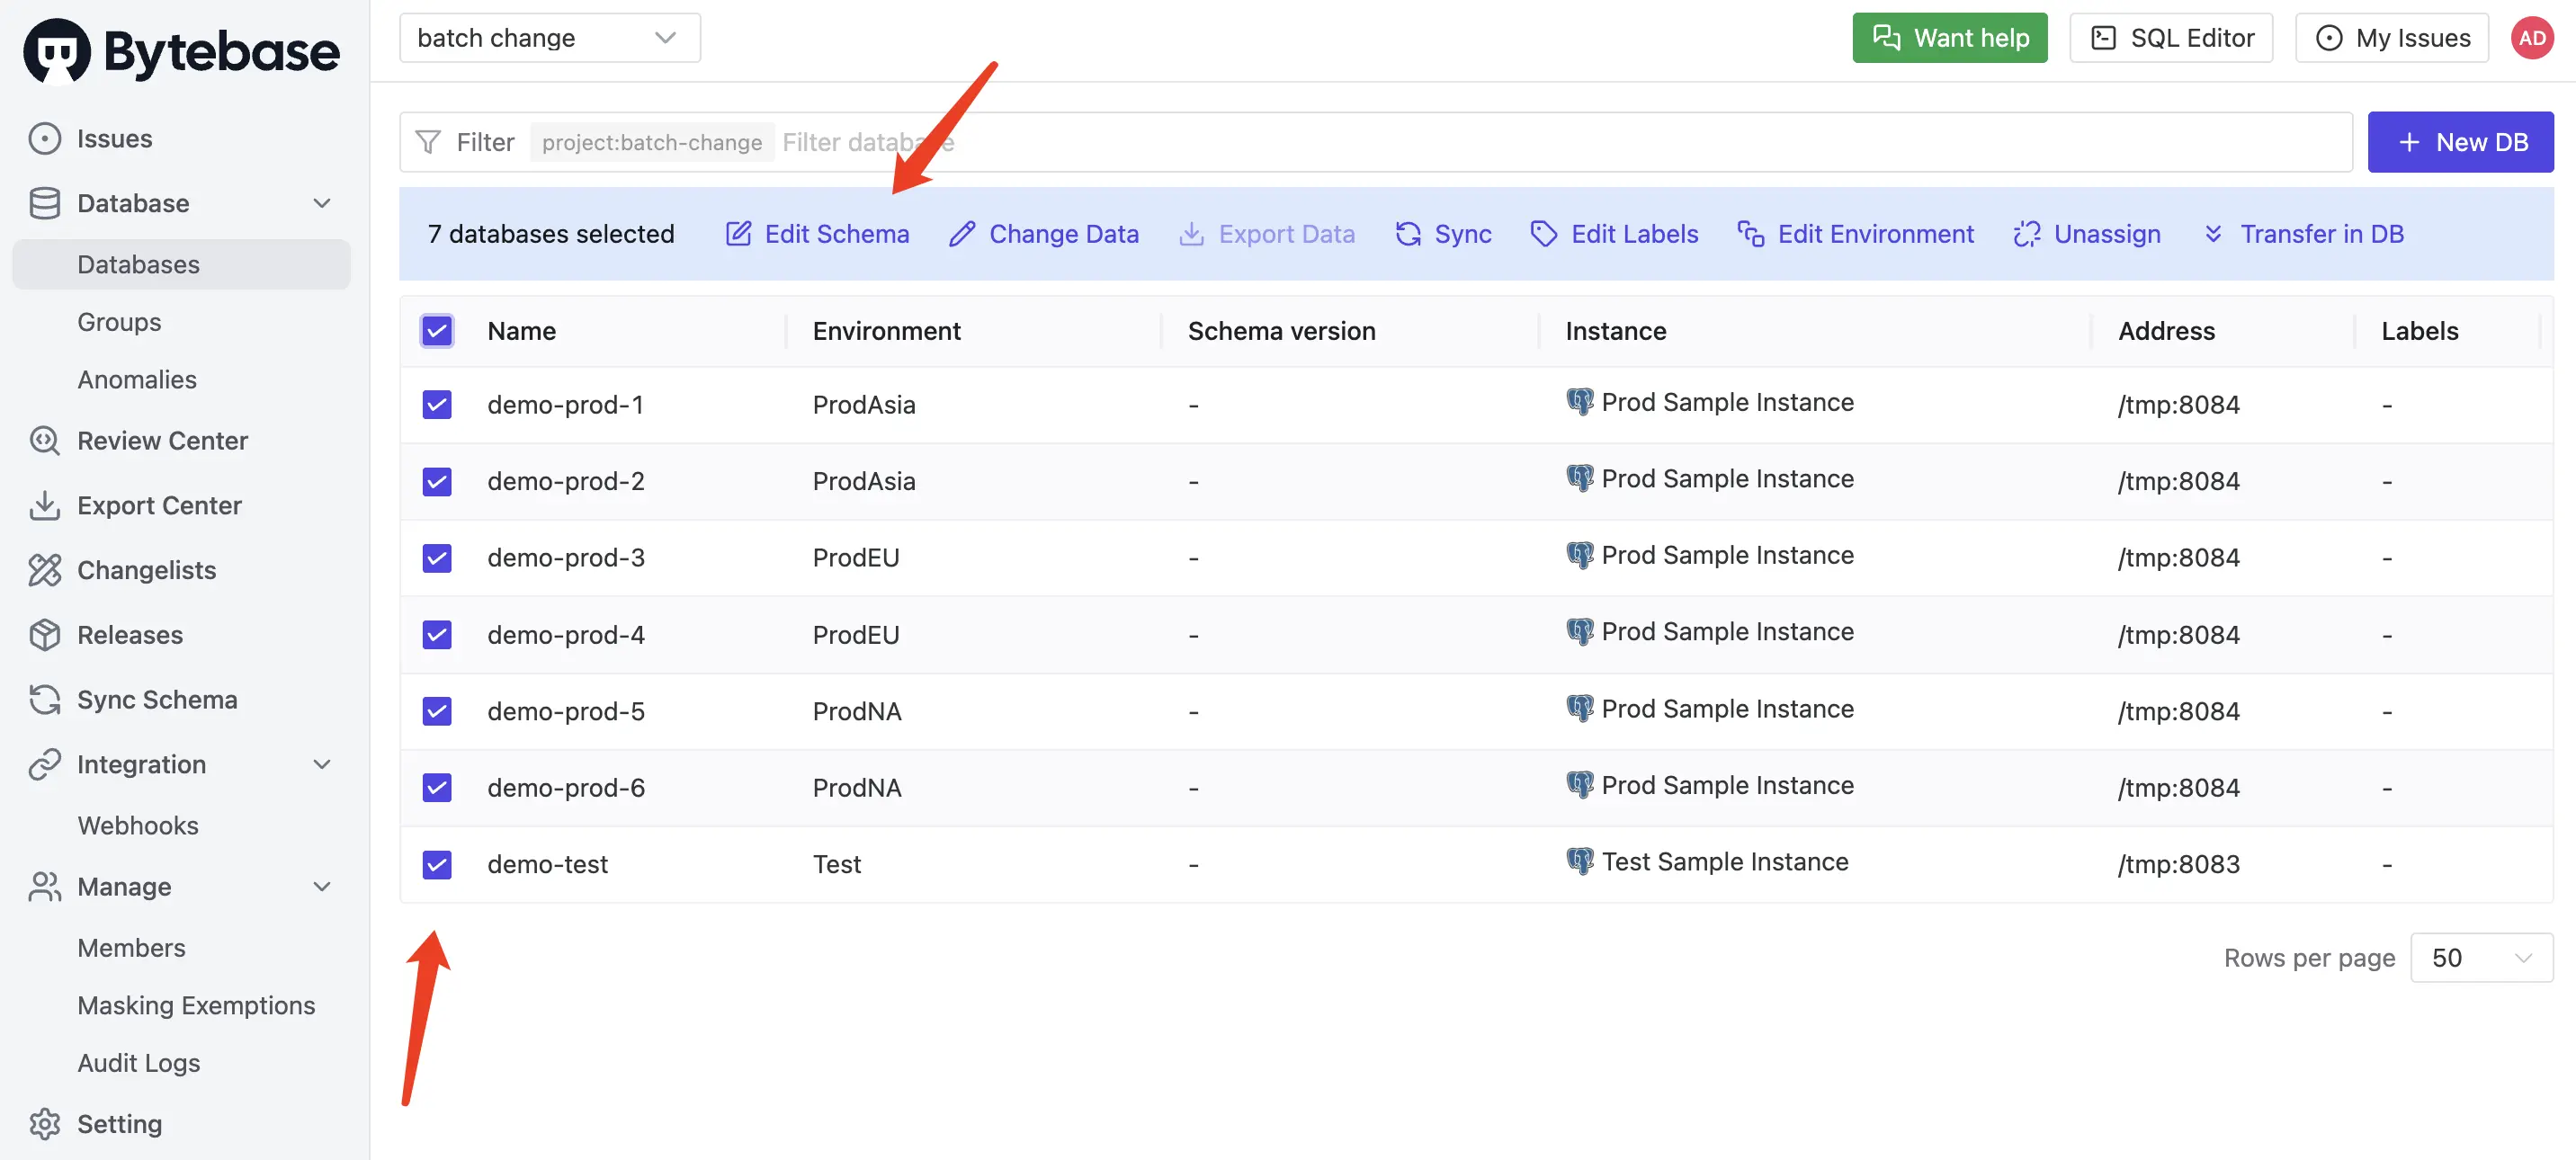 Bytebase
batch change
Want help
SQL Editor
My Issues
AD
Issues
Database
Databases
Groups
Anomalies
Review Center
Export Center
Changelists
Releases
Sync Schema
Integration
Webhooks
Manage
Members
Masking Exemptions
Audit Logs
Setting
Filter project:batch-change Filter database
+ New DB
7 databases selected Edit Schema Change Data Export Data Sync Edit Labels Edit Environment Unassign Transfer in DB
Name Environment Schema version Instance Address Labels
demo-prod-1 ProdAsia - Prod Sample Instance /tmp:8084 -
demo-prod-2 ProdAsia - Prod Sample Instance /tmp:8084 -
demo-prod-3 ProdEU - Prod Sample Instance /tmp:8084 -
demo-prod-4 ProdEU - Prod Sample Instance /tmp:8084 -
demo-prod-5 ProdNA - Prod Sample Instance /tmp:8084 -
demo-prod-6 ProdNA - Prod Sample Instance /tmp:8084 -
demo-test Test - Test Sample Instance /tmp:8083 -
Rows per page 50